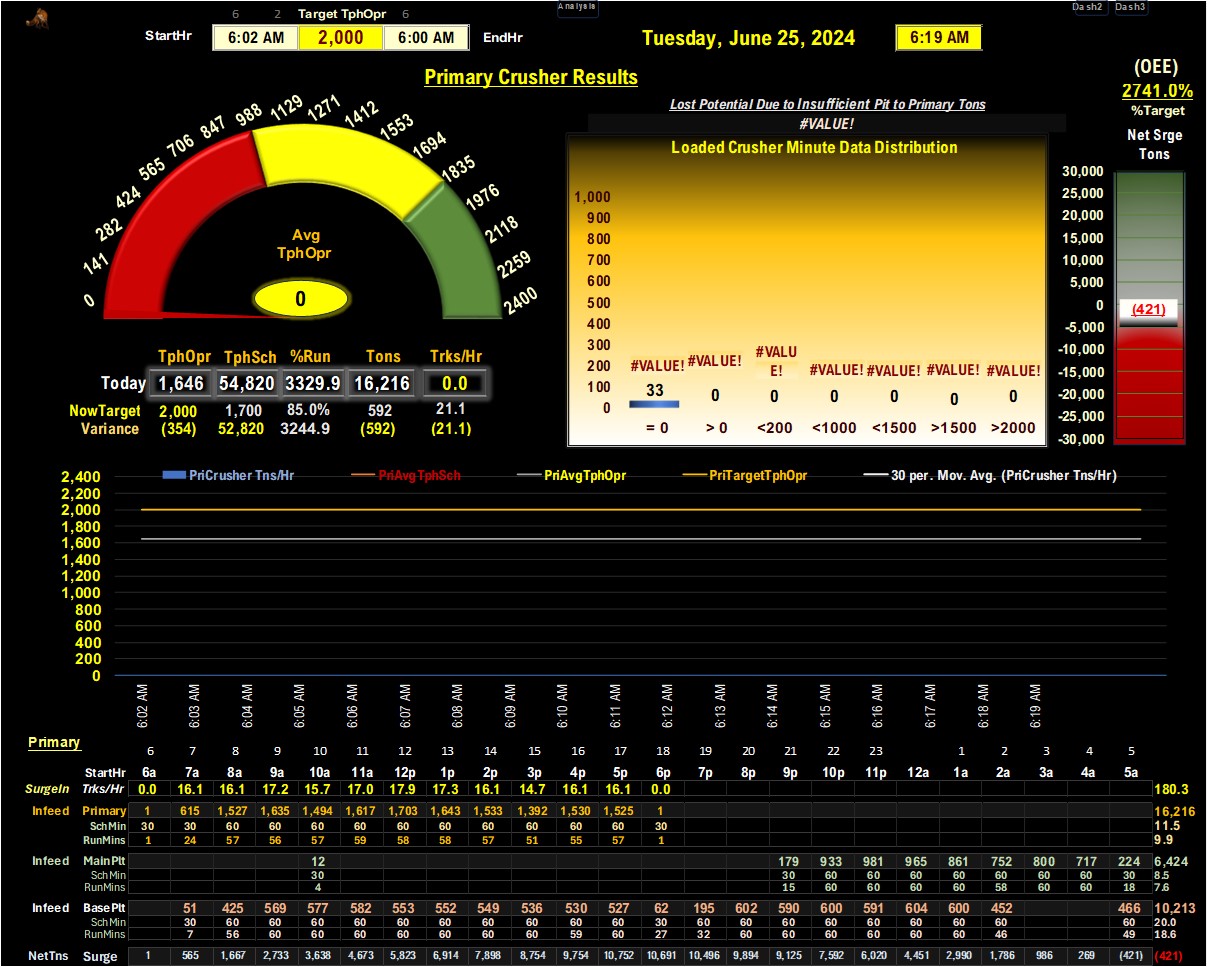 Analysis
Dash2 Dash3
6 2 Target TphOpr 6
StartHr 6:02 AM 2,000 6:00 AM EndHr
Tuesday, June 25, 2024
6:19 AM
Primary Crusher Results
(OEE)
2741.0%
%Target
Net Srge
Tons
Lost Potential Due to Insufficient Pit to Primary Tons
#VALUE!
0 141 282 424 565 706 847 988 1129 1271 1412 1553 1694 1835 1976 2118 2259 2400
Avg
TphOpr
0
Loaded Crusher Minute Data Distribution
1,000
900
800
700
600
500
400
300
200
100
0
#VALUE! #VALUE! #VALUE! #VALUE! #VALUE! #VALUE! #VALUE!
33 0 0 0 0 0 0
= 0 > 0 <200 <1000 <1500 >1500 >2000
30,000
25,000
20,000
15,000
10,000
5,000
0
-5,000
-10,000
-15,000
-20,000
-25,000
-30,000
(421)
TphOpr TphSch %Run Tons Trks/Hr
Today 1,646 54,820 3329.9 16,216 0.0
NowTarget 2,000 1,700 85.0% 592 21.1
Variance (354) 52,820 3244.9 (592) (21.1)
PriCrusher Tns/Hr PriAvgTphSch PriAvgTphOpr PriTargetTphOpr 30 per. Mov. Avg. (PriCrusher Tns/Hr)
2,400
2,200
2,000
1,800
1,600
1,400
1,200
1,000
800
600
400
200
0
6:02 AM 6:03 AM 6:04 AM 6:05 AM 6:06 AM 6:07 AM 6:08 AM 6:09 AM 6:10 AM 6:11 AM 6:12 AM 6:13 AM 6:14 AM 6:15 AM 6:16 AM 6:17 AM 6:18 AM 6:19 AM
Primary
6 7 8 9 10 11 12 13 14 15 16 17 18 19 20 21 22 23 1 2 3 4 5
StartHr 6a 7a 8a 9a 10a 11a 12p 1p 2p 3p 4p 5p 6p 7p 8p 9p 10p 11p 12a 1a 2a 3a 4a 5a
SurgeIn Trks/Hr 0.0 16.1 16.1 17.2 15.7 17.0 17.9 17.3 16.1 14.7 16.1 16.1 0.0 180.3
Infeed Primary 1 615 1,527 1,635 1,494 1,617 1,703 1,643 1,533 1,392 1,530 1,525 1 16,216
SchMin 30 30 60 60 60 60 60 60 60 60 60 60 30 11.5
RunMins 1 24 57 56 57 59 58 58 57 51 55 57 1 9.9
Infeed MainPlt 12 179 933 981 965 861 752 800 717 224 6,424
SchMin 30 30 60 60 60 60 60 60 60 30 8.5
RunMins 4 15 60 60 60 60 58 60 60 18 7.6
Infeed BasePlt 51 425 569 577 582 553 552 549 536 530 527 62 195 602 590 600 591 604 600 452 466 10,213
SchMin 30 60 60 60 60 60 60 60 60 60 60 30 60 60 60 60 60 60 60 60 60 20.0
RunMins 7 56 60 60 60 60 60 60 59 60 60 27 32 60 60 60 60 60 60 46 49 18.6
NetTns Surge 1 565 1,667 2,733 3,638 4,673 5,823 6,914 7,898 8,754 9,754 10,752 10,691 10,496 9,894 9,125 7,592 6,020 4,451 2,990 1,786 986 269 (421) (421)